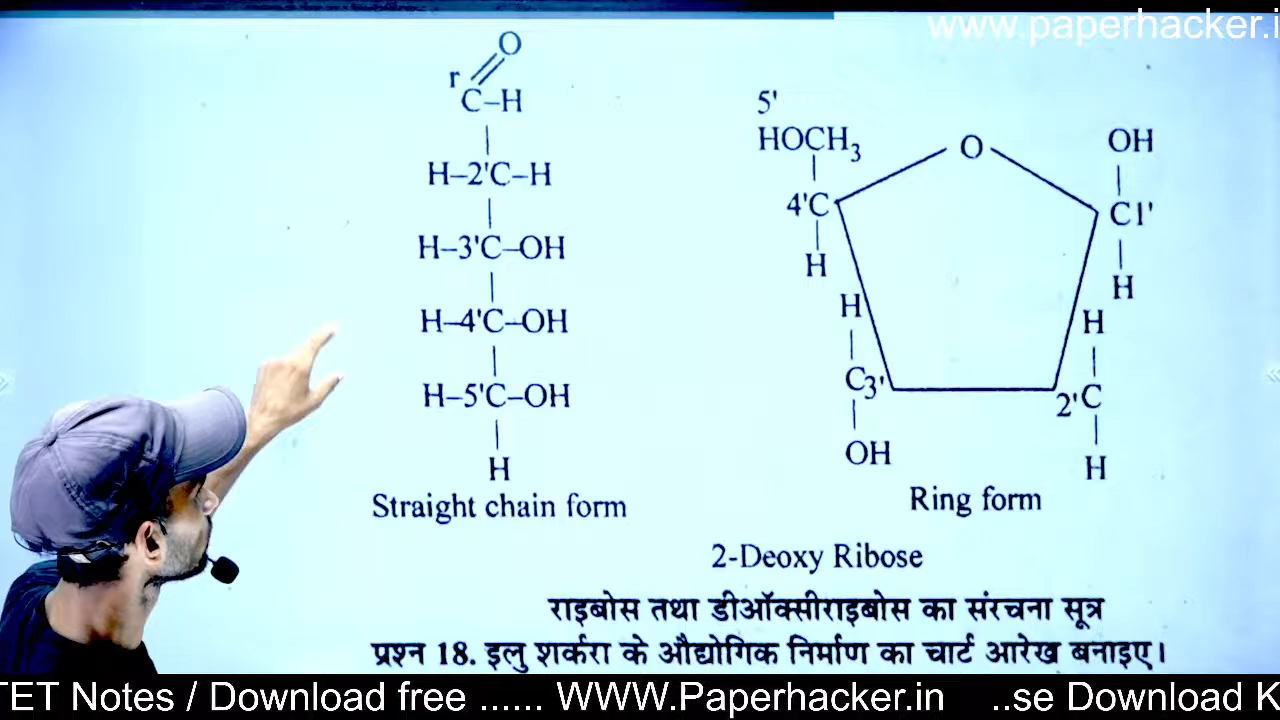 www.paperhacker.i
O
r
C–H
H–2'C–H
H–3'C–OH
H–4'C–OH
H–5'C–OH
H
Straight chain form
5'
HOCH3
O
OH
4'C
C1'
H
H
H
H
C3'
2'C
OH
H
Ring form
2-Deoxy Ribose
राइबोस तथा डीऑक्सीराइबोस का संरचना सूत्र
प्रश्न 18. इलु शर्करा के औद्योगिक निर्माण का चार्ट आरेख बनाइए।
TET Notes / Download free ...... WWW.Paperhacker.in ..se Download K